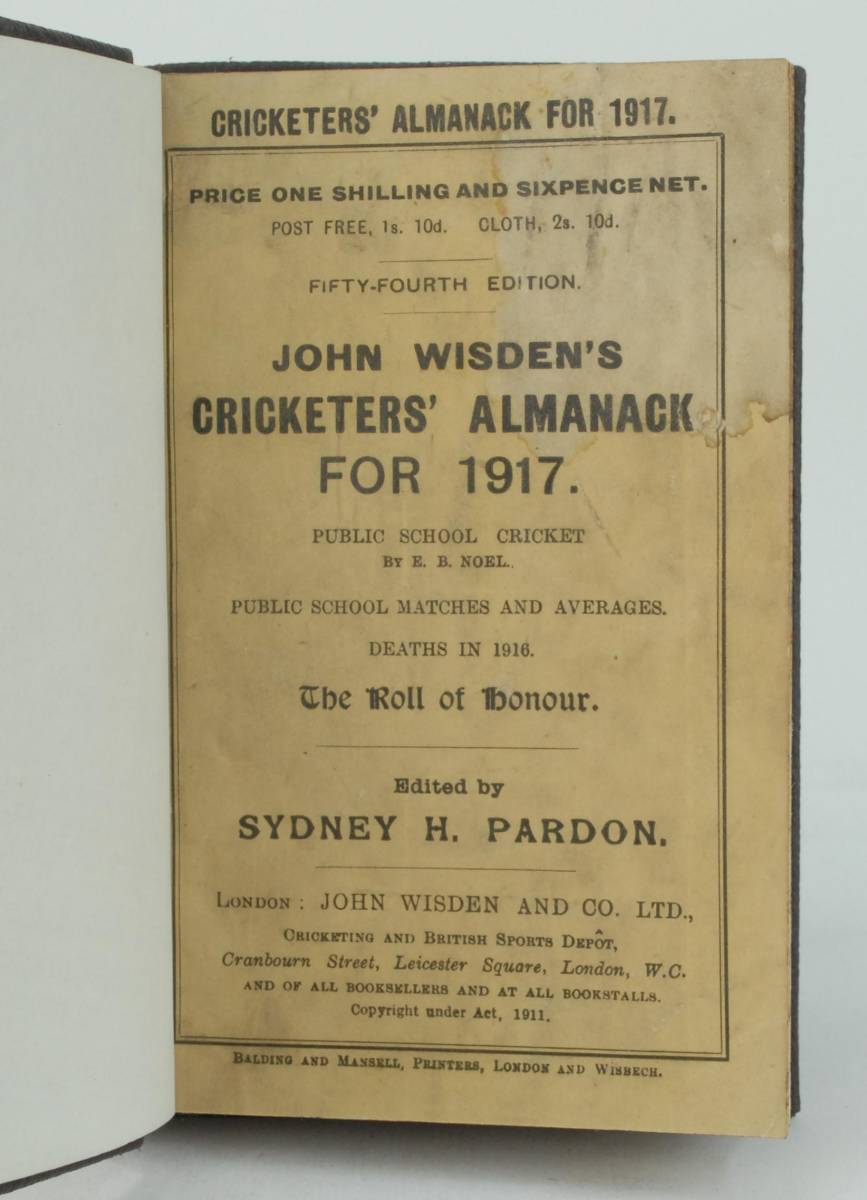 CRICKETERS' ALMANACK FOR 1917.
PRICE ONE SHILLING AND SIXPENCE NET.
POST FREE, 1s. 10d. CLOTH, 2s. 10d.
FIFTY-FOURTH EDITION.
JOHN WISDEN'S
CRICKETERS' ALMANACK
FOR 1917.
PUBLIC SCHOOL CRICKET
BY E. B. NOEL.
PUBLIC SCHOOL MATCHES AND AVERAGES.
DEATHS IN 1916.
The Roll of Honour.
Edited by
SYDNEY H. PARDON.
LONDON: JOHN WISDEN AND CO. LTD.,
CRICKETING AND BRITISH SPORTS DEPÔT,
Cranbourn Street, Leicester Square, London, W.C.
AND OF ALL BOOKSELLERS AND AT ALL BOOKSTALLS.
Copyright under Act, 1911.
BALDING AND MANSELL, PRINTERS, LONDON AND WISBECH.